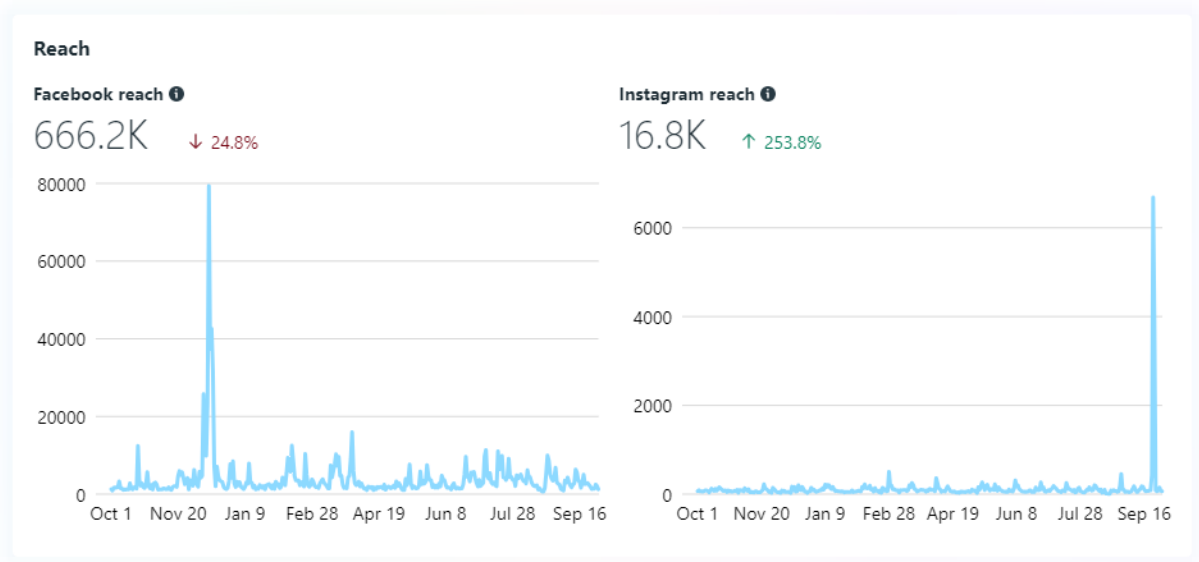 Reach
Facebook reach
666.2K ↓ 24.8%
80000
60000
40000
20000
0
Oct 1 Nov 20 Jan 9 Feb 28 Apr 19 Jun 8 Jul 28 Sep 16
Instagram reach
16.8K ↑ 253.8%
6000
4000
2000
0
Oct 1 Nov 20 Jan 9 Feb 28 Apr 19 Jun 8 Jul 28 Sep 16